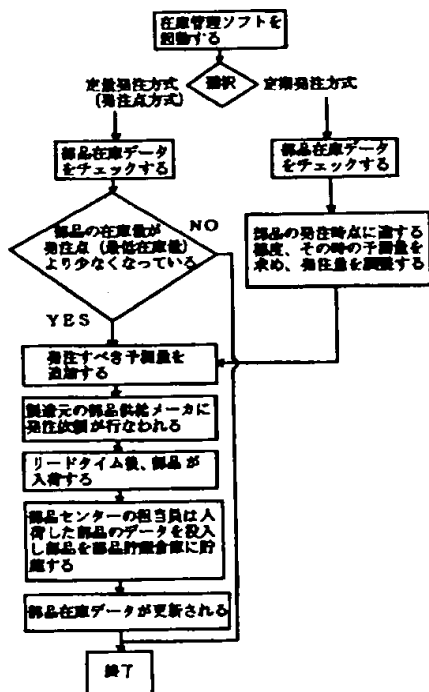 在庫管理ソフトを
起動する
選択
定量発注方式
(発注点方式)
定期発注方式
部品在庫データ
をチェックする
部品在庫データ
をチェックする
部品の在庫量が
発注点(最低在庫量)
より少なくなっている
NO
YES
部品の発注時点に達する
都度、その時の予測量を
求め、発注量を調整する
発注すべき予測量を
追加する
製造元の部品供給メーカに
発注依頼が行なわれる
リードタイム後、部品が
入荷する
部品センターの担当員は入
荷した部品のデータを投入
し部品を部品貯蔵倉庫に貯
蔵する
部品在庫データが更新される
終了